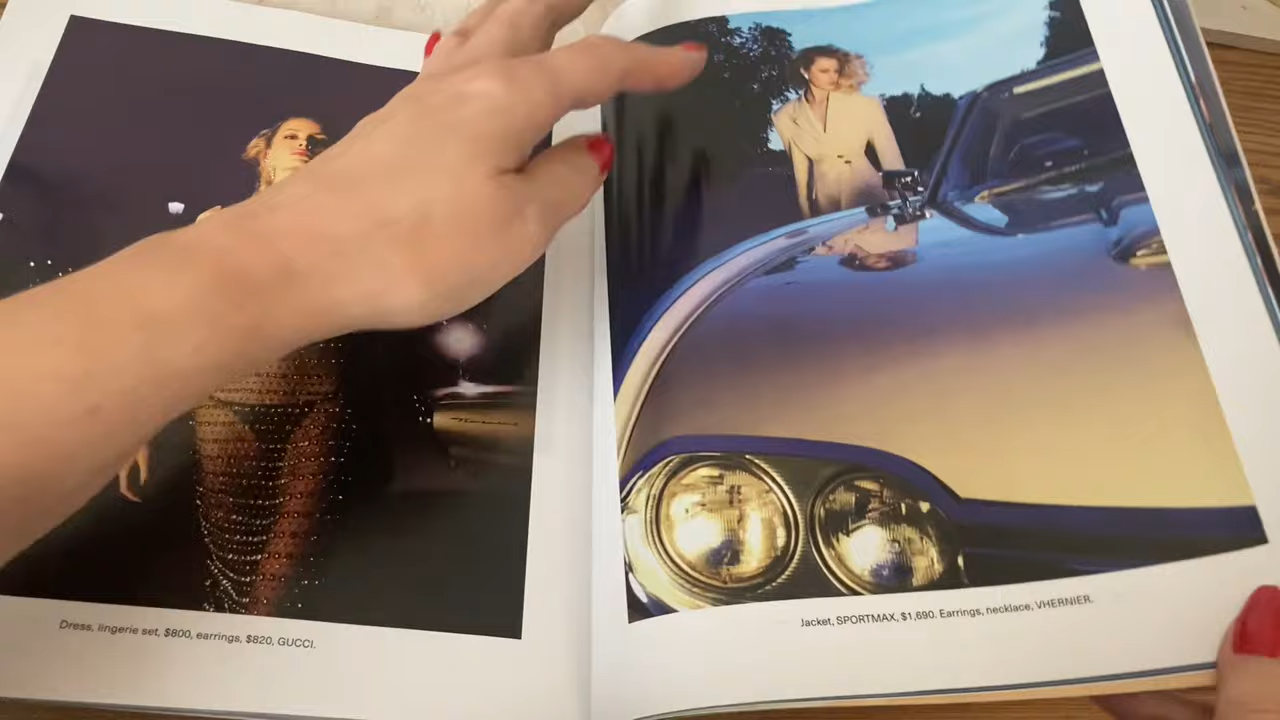 Dress, lingerie set, $800, earrings, $820, GUCCI.
Jacket, SPORTMAX, $1,690. Earrings, necklace, VHERNIER.